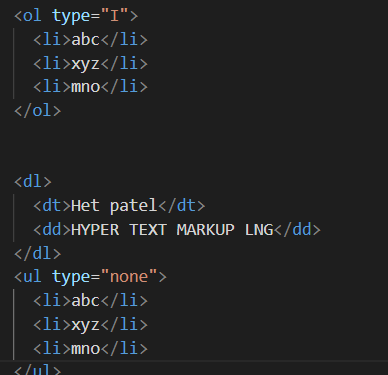 <ol type="I">
<li>abc</li>
<li>xyz</li>
<li>mno</li>
</ol>
<dl>
<dt>Het patel</dt>
<dd>HYPER TEXT MARKUP LNG</dd>
</dl>
<ul type="none">
<li>abc</li>
<li>xyz</li>
<li>mno</li>
</ul>